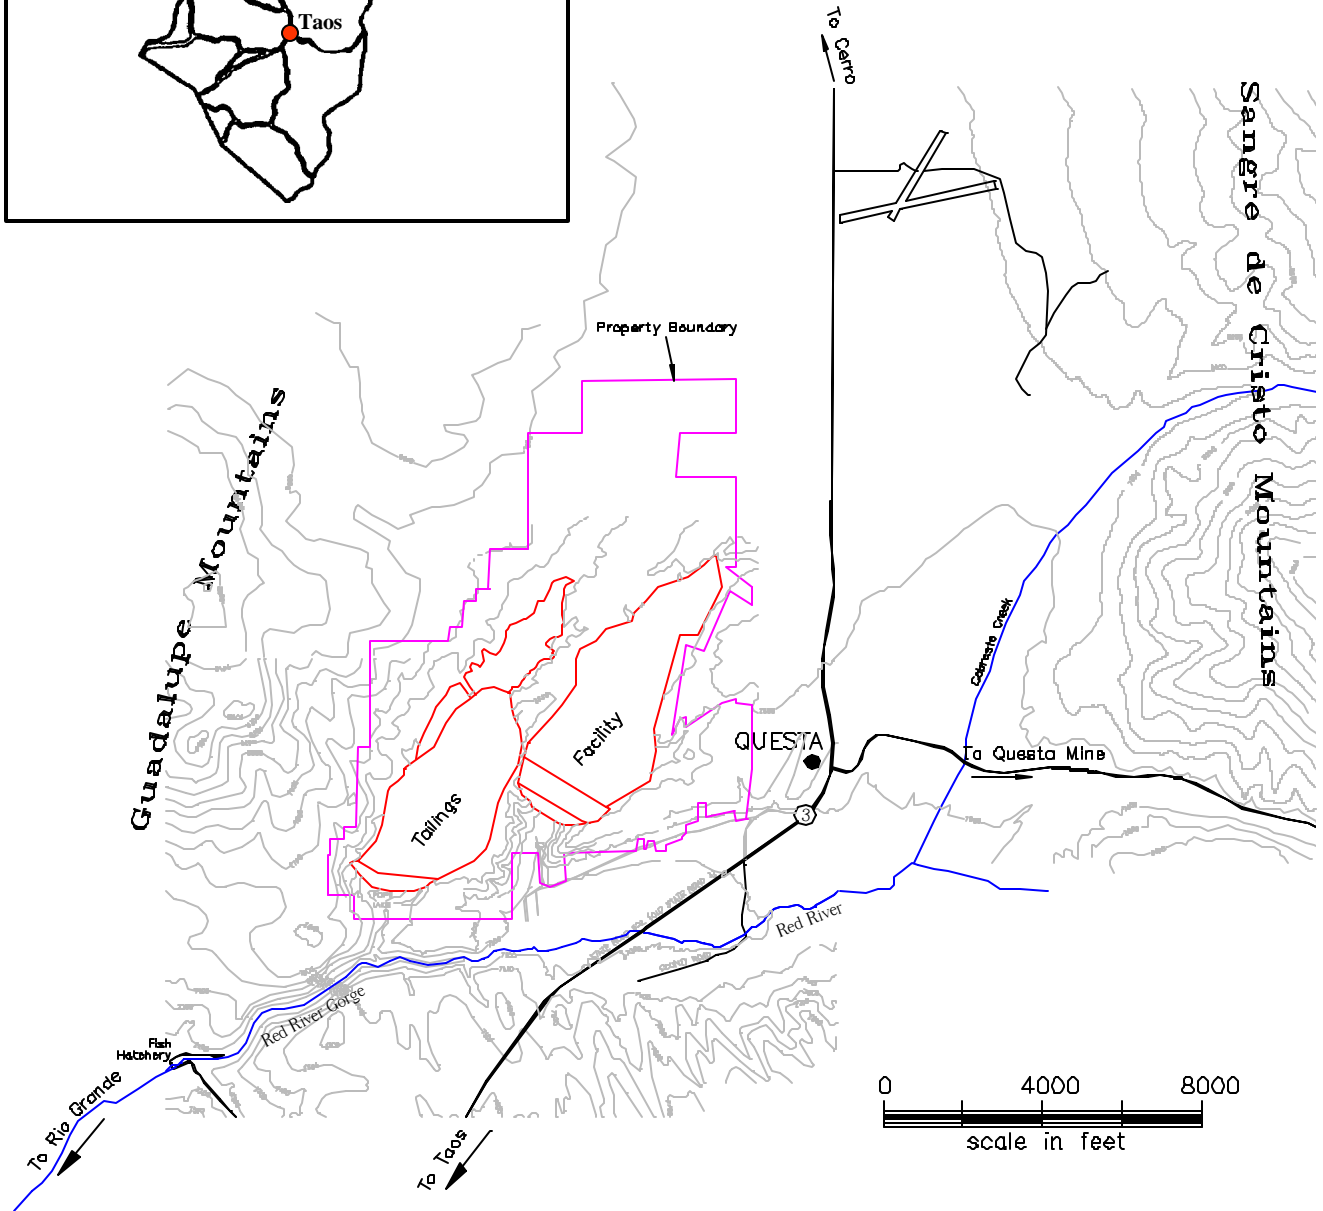 Taos
To Cerro
Sangre de Cristo Mountains
Property Boundary
Guadalupe Mountains
Cabresto Creek
Facility
QUESTA
To Questa Mine
Tailings
3
Red River
Red River Gorge
Fish
Hatchery
To Rio Grande
To Taos
0 4000 8000
scale in feet